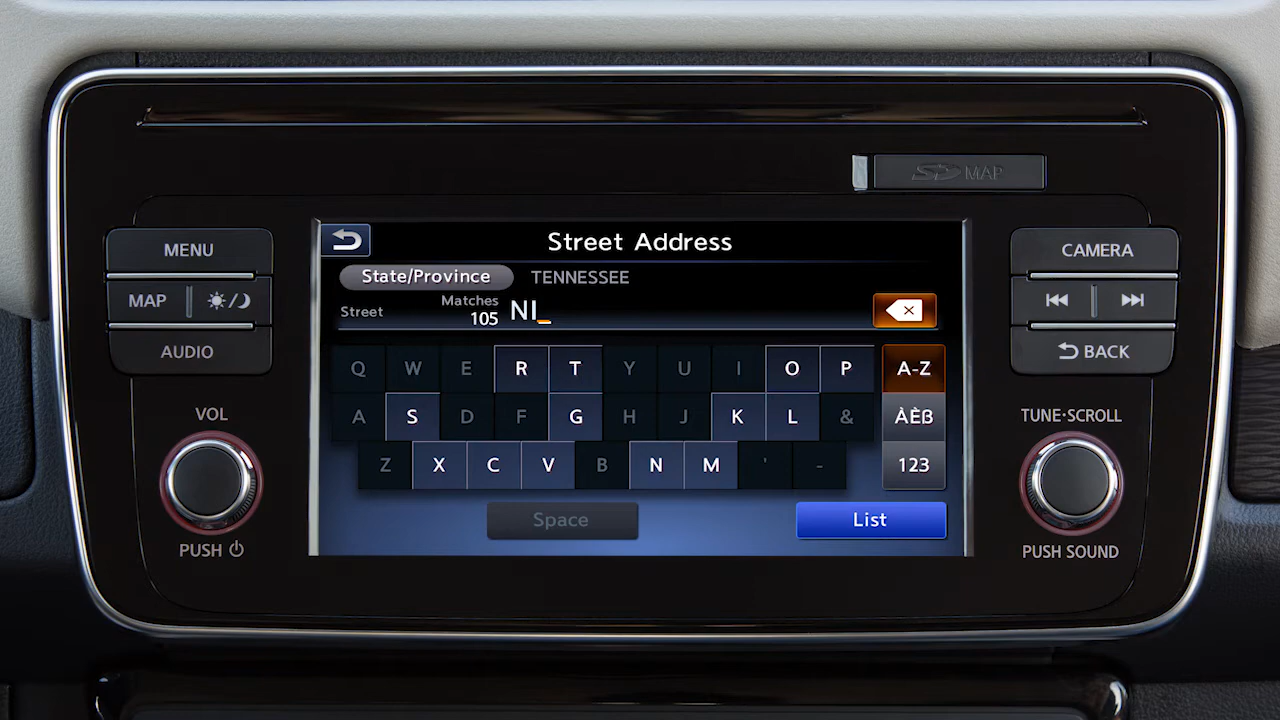 SD MAP
MENU
MAP
AUDIO
VOL
PUSH
Street Address
State/Province TENNESSEE
Street Matches 105 NI_
Q W E R T Y U I O P A-Z
A S D F G H J K L & ÀÈß
Z X C V B N M ' - 123
Space List
CAMERA
BACK
TUNE·SCROLL
PUSH SOUND